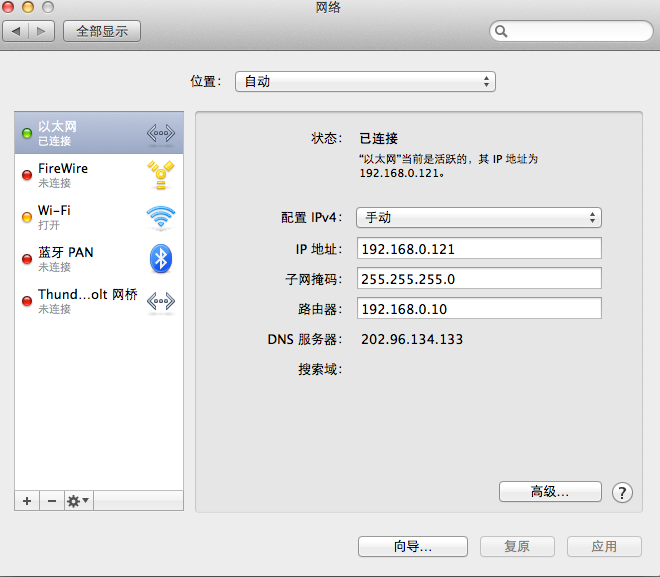 网络
全部显示
位置：
自动
以太网
已连接
FireWire
未连接
Wi-Fi
打开
蓝牙 PAN
未连接
Thund...olt 网桥
未连接
状态：
已连接
“以太网”当前是活跃的，其 IP 地址为
192.168.0.121。
配置 IPv4：
手动
IP 地址：
192.168.0.121
子网掩码：
255.255.255.0
路由器：
192.168.0.10
DNS 服务器：
202.96.134.133
搜索域：
高级...
?
向导...
复原
应用